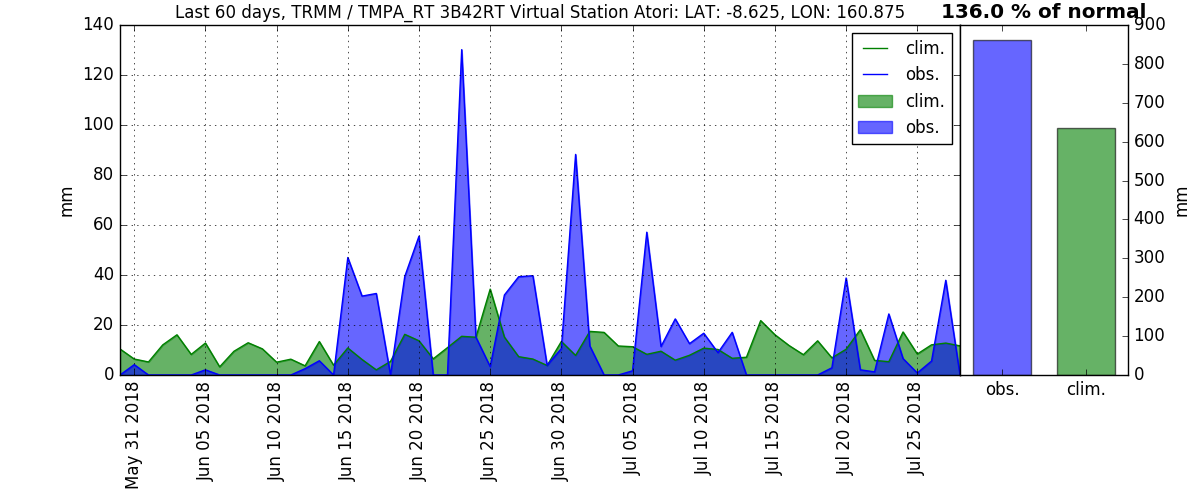 Last 60 days, TRMM / TMPA_RT 3B42RT Virtual Station Atori: LAT: -8.625, LON: 160.875
136.0 % of normal
140
120
100
80
60
40
20
0
mm
clim.
obs.
clim.
obs.
May 31 2018
Jun 05 2018
Jun 10 2018
Jun 15 2018
Jun 20 2018
Jun 25 2018
Jun 30 2018
Jul 05 2018
Jul 10 2018
Jul 15 2018
Jul 20 2018
Jul 25 2018
900
800
700
600
500
400
300
200
100
0
mm
obs.
clim.